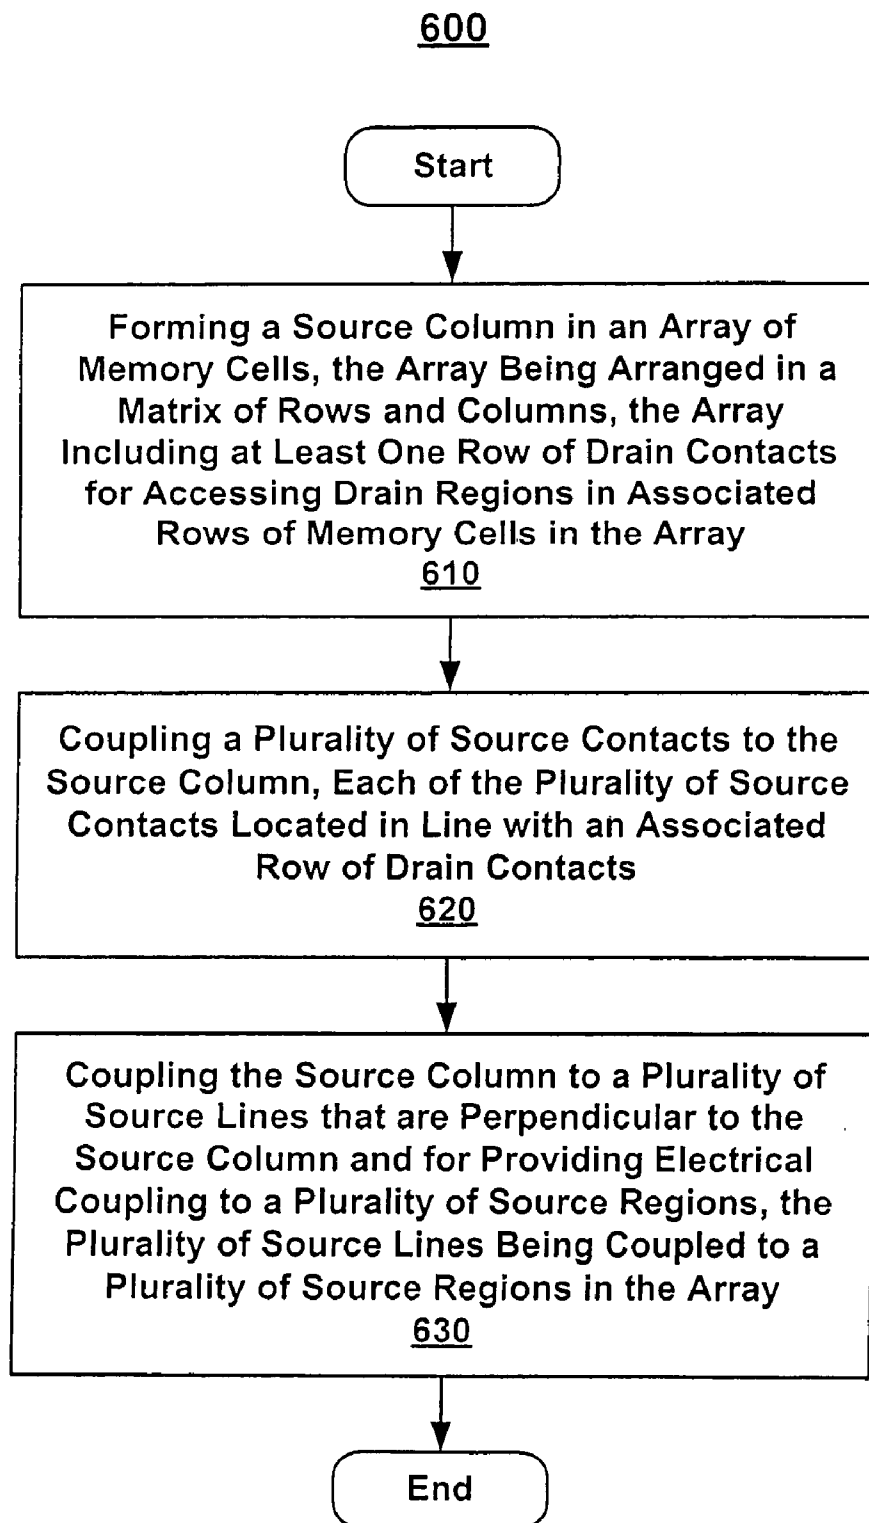 600
Start
Forming a Source Column in an Array of
Memory Cells, the Array Being Arranged in a
Matrix of Rows and Columns, the Array
Including at Least One Row of Drain Contacts
for Accessing Drain Regions in Associated
Rows of Memory Cells in the Array
610
Coupling a Plurality of Source Contacts to the
Source Column, Each of the Plurality of Source
Contacts Located in Line with an Associated
Row of Drain Contacts
620
Coupling the Source Column to a Plurality of
Source Lines that are Perpendicular to the
Source Column and for Providing Electrical
Coupling to a Plurality of Source Regions, the
Plurality of Source Lines Being Coupled to a
Plurality of Source Regions in the Array
630
End